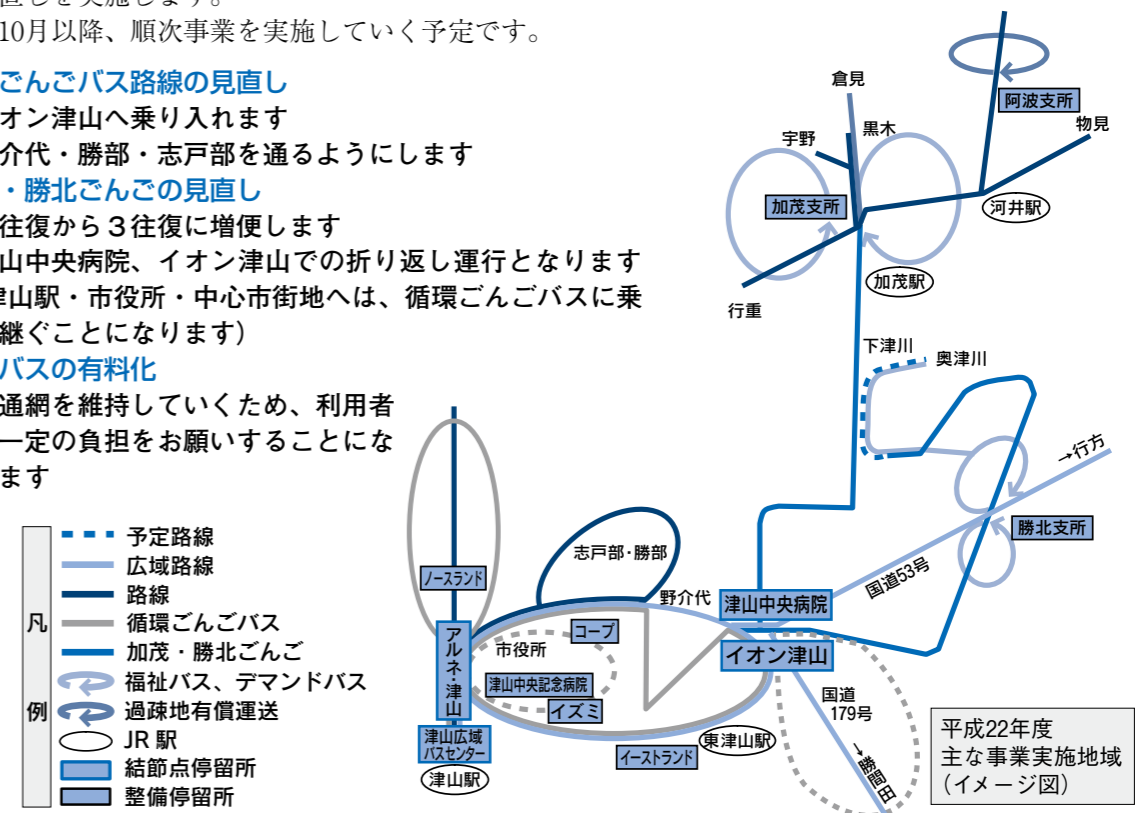 直しを実施します。
10月以降、順次事業を実施していく予定です。
ごんごバス路線の見直し
オン津山へ乗り入れます
介代・勝部・志戸部を通るようにします
・勝北ごんごの見直し
往復から3往復に増便します
山中央病院、イオン津山での折り返し運行となります
津山駅・市役所・中心市街地へは、循環ごんごバスに乗
継ぐことになります)
バスの有料化
通網を維持していくため、利用者
一定の負担をお願いすることにな
ます
凡例
予定路線
広域路線
路線
循環ごんごバス
加茂・勝北ごんご
福祉バス、デマンドバス
過疎地有償運送
JR駅
結節点停留所
整備停留所
倉見
黒木
宇野
阿波支所
物見
加茂支所
河井駅
加茂駅
行重
下津川
奥津川
→行方
勝北支所
国道53号
志戸部・勝部
ノースランド
野介代
津山中央病院
アルネ・津山
市役所
コープ
イオン津山
津山中央記念病院
イズミ
国道
179号
津山広域
バスセンター
イーストランド
東津山駅
→勝間田
津山駅
平成22年度
主な事業実施地域
(イメージ図)